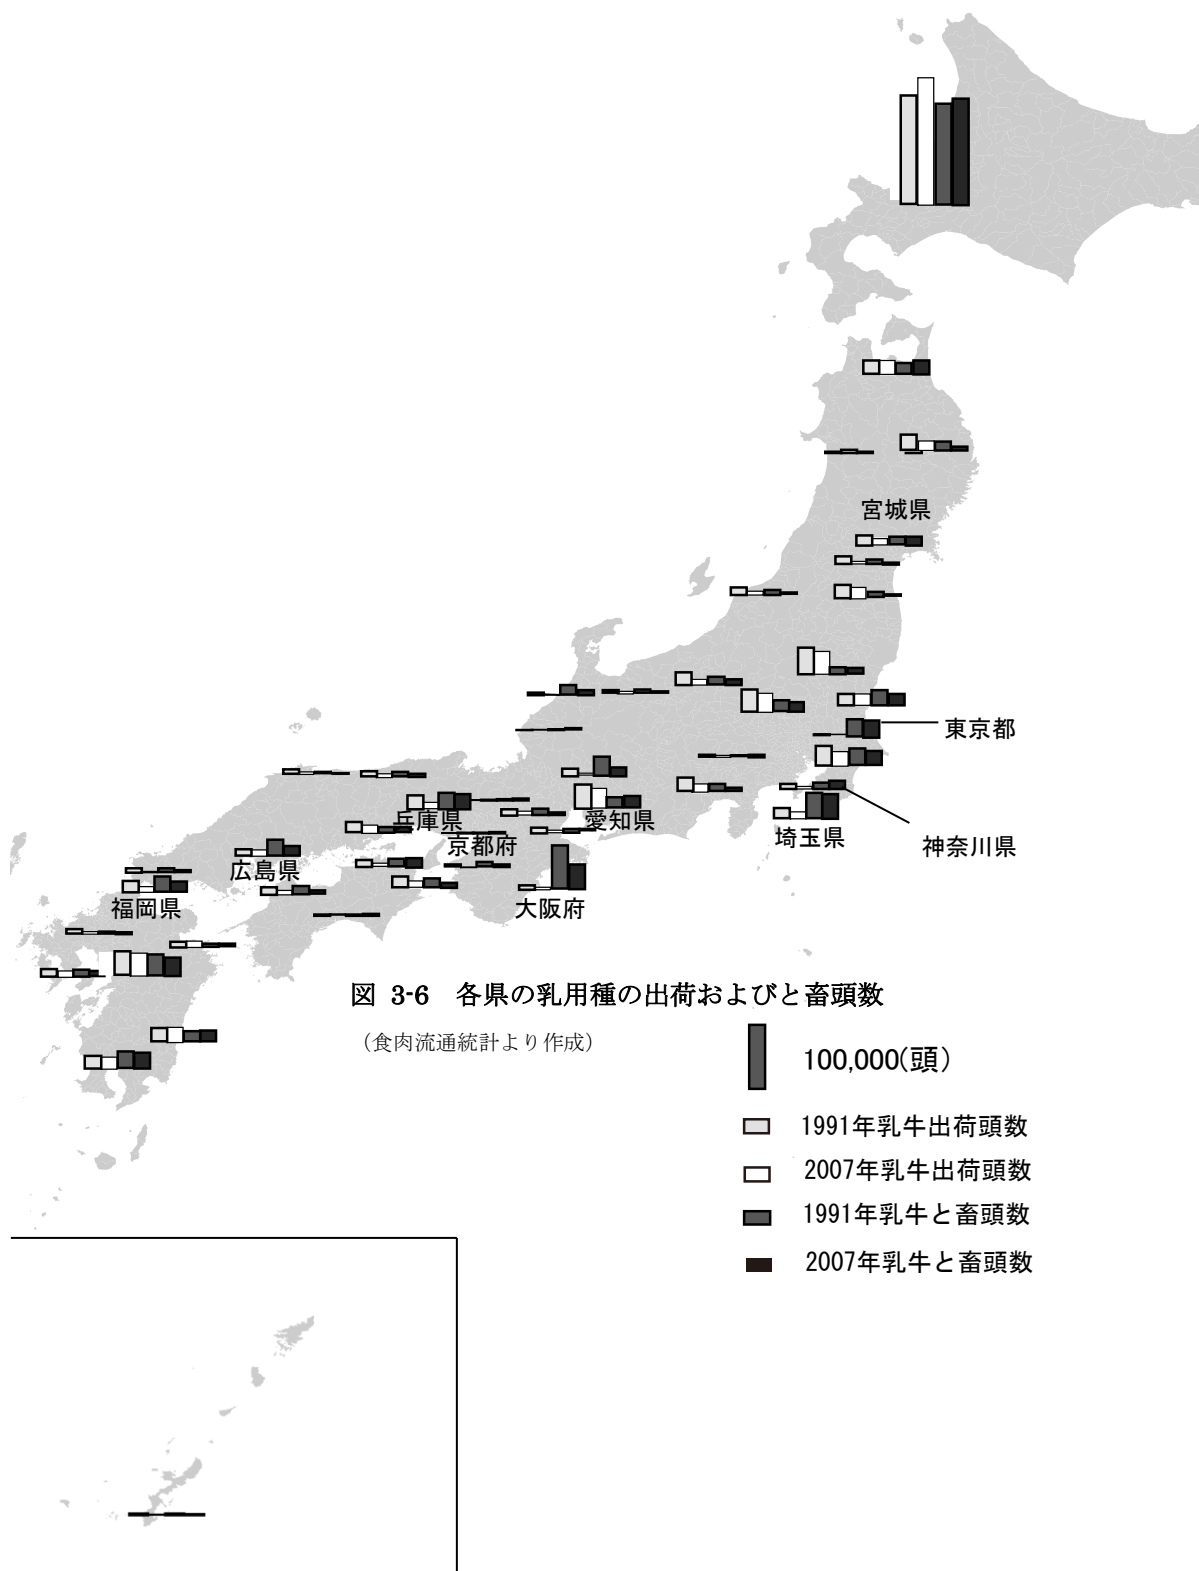 宮城県
東京都
兵庫県
愛知県
京都府
埼玉県
神奈川県
広島県
福岡県
大阪府
図 3-6 各県の乳用種の出荷およびと畜頭数
(食肉流通統計より作成)
100,000(頭)
1991年乳牛出荷頭数
2007年乳牛出荷頭数
1991年乳牛と畜頭数
2007年乳牛と畜頭数